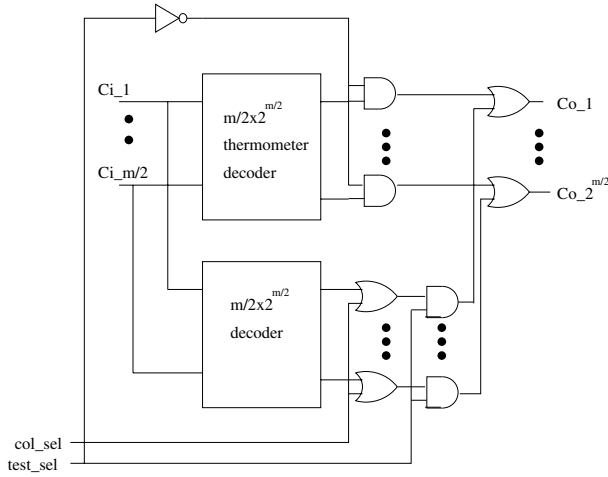 Ci_1
Ci_m/2
m/2x2^m/2
thermometer
decoder
Co_1
Co_2^m/2
m/2x2^m/2
decoder
col_sel
test_sel